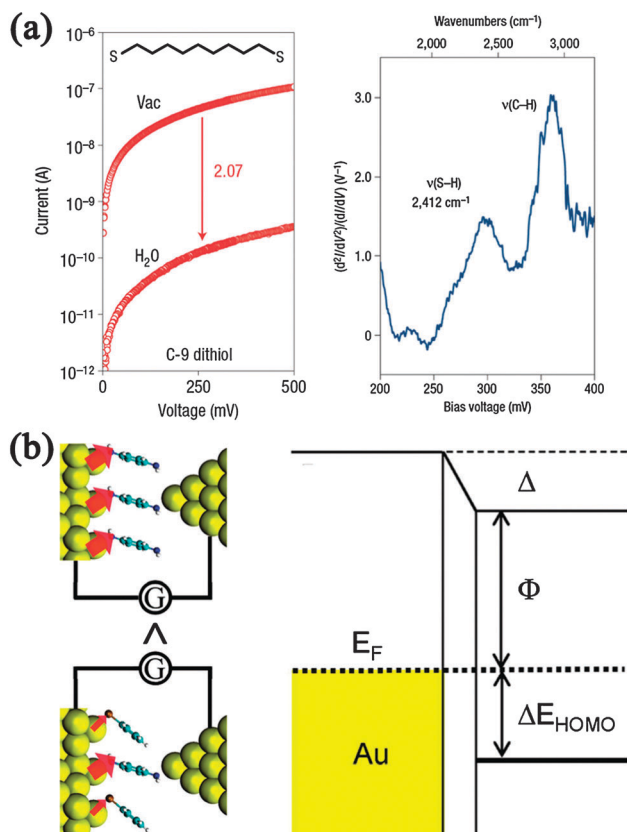 (a)
10⁻⁶
10⁻⁷
10⁻⁸
10⁻⁹
10⁻¹⁰
10⁻¹¹
10⁻¹²
Current (A)
S S
Vac
2.07
H₂O
C-9 dithiol
0 250 500
Voltage (mV)
Wavenumbers (cm⁻¹)
2,000 2,500 3,000
ν(C–H)
ν(S–H)
2,412 cm⁻¹
(d²I/dV²)/(dI/dV) (V⁻¹)
3.0
2.0
1.0
0
200 250 300 350 400
Bias voltage (mV)
(b)
G
<
G
Δ
Φ
E_F
ΔE_HOMO
Au